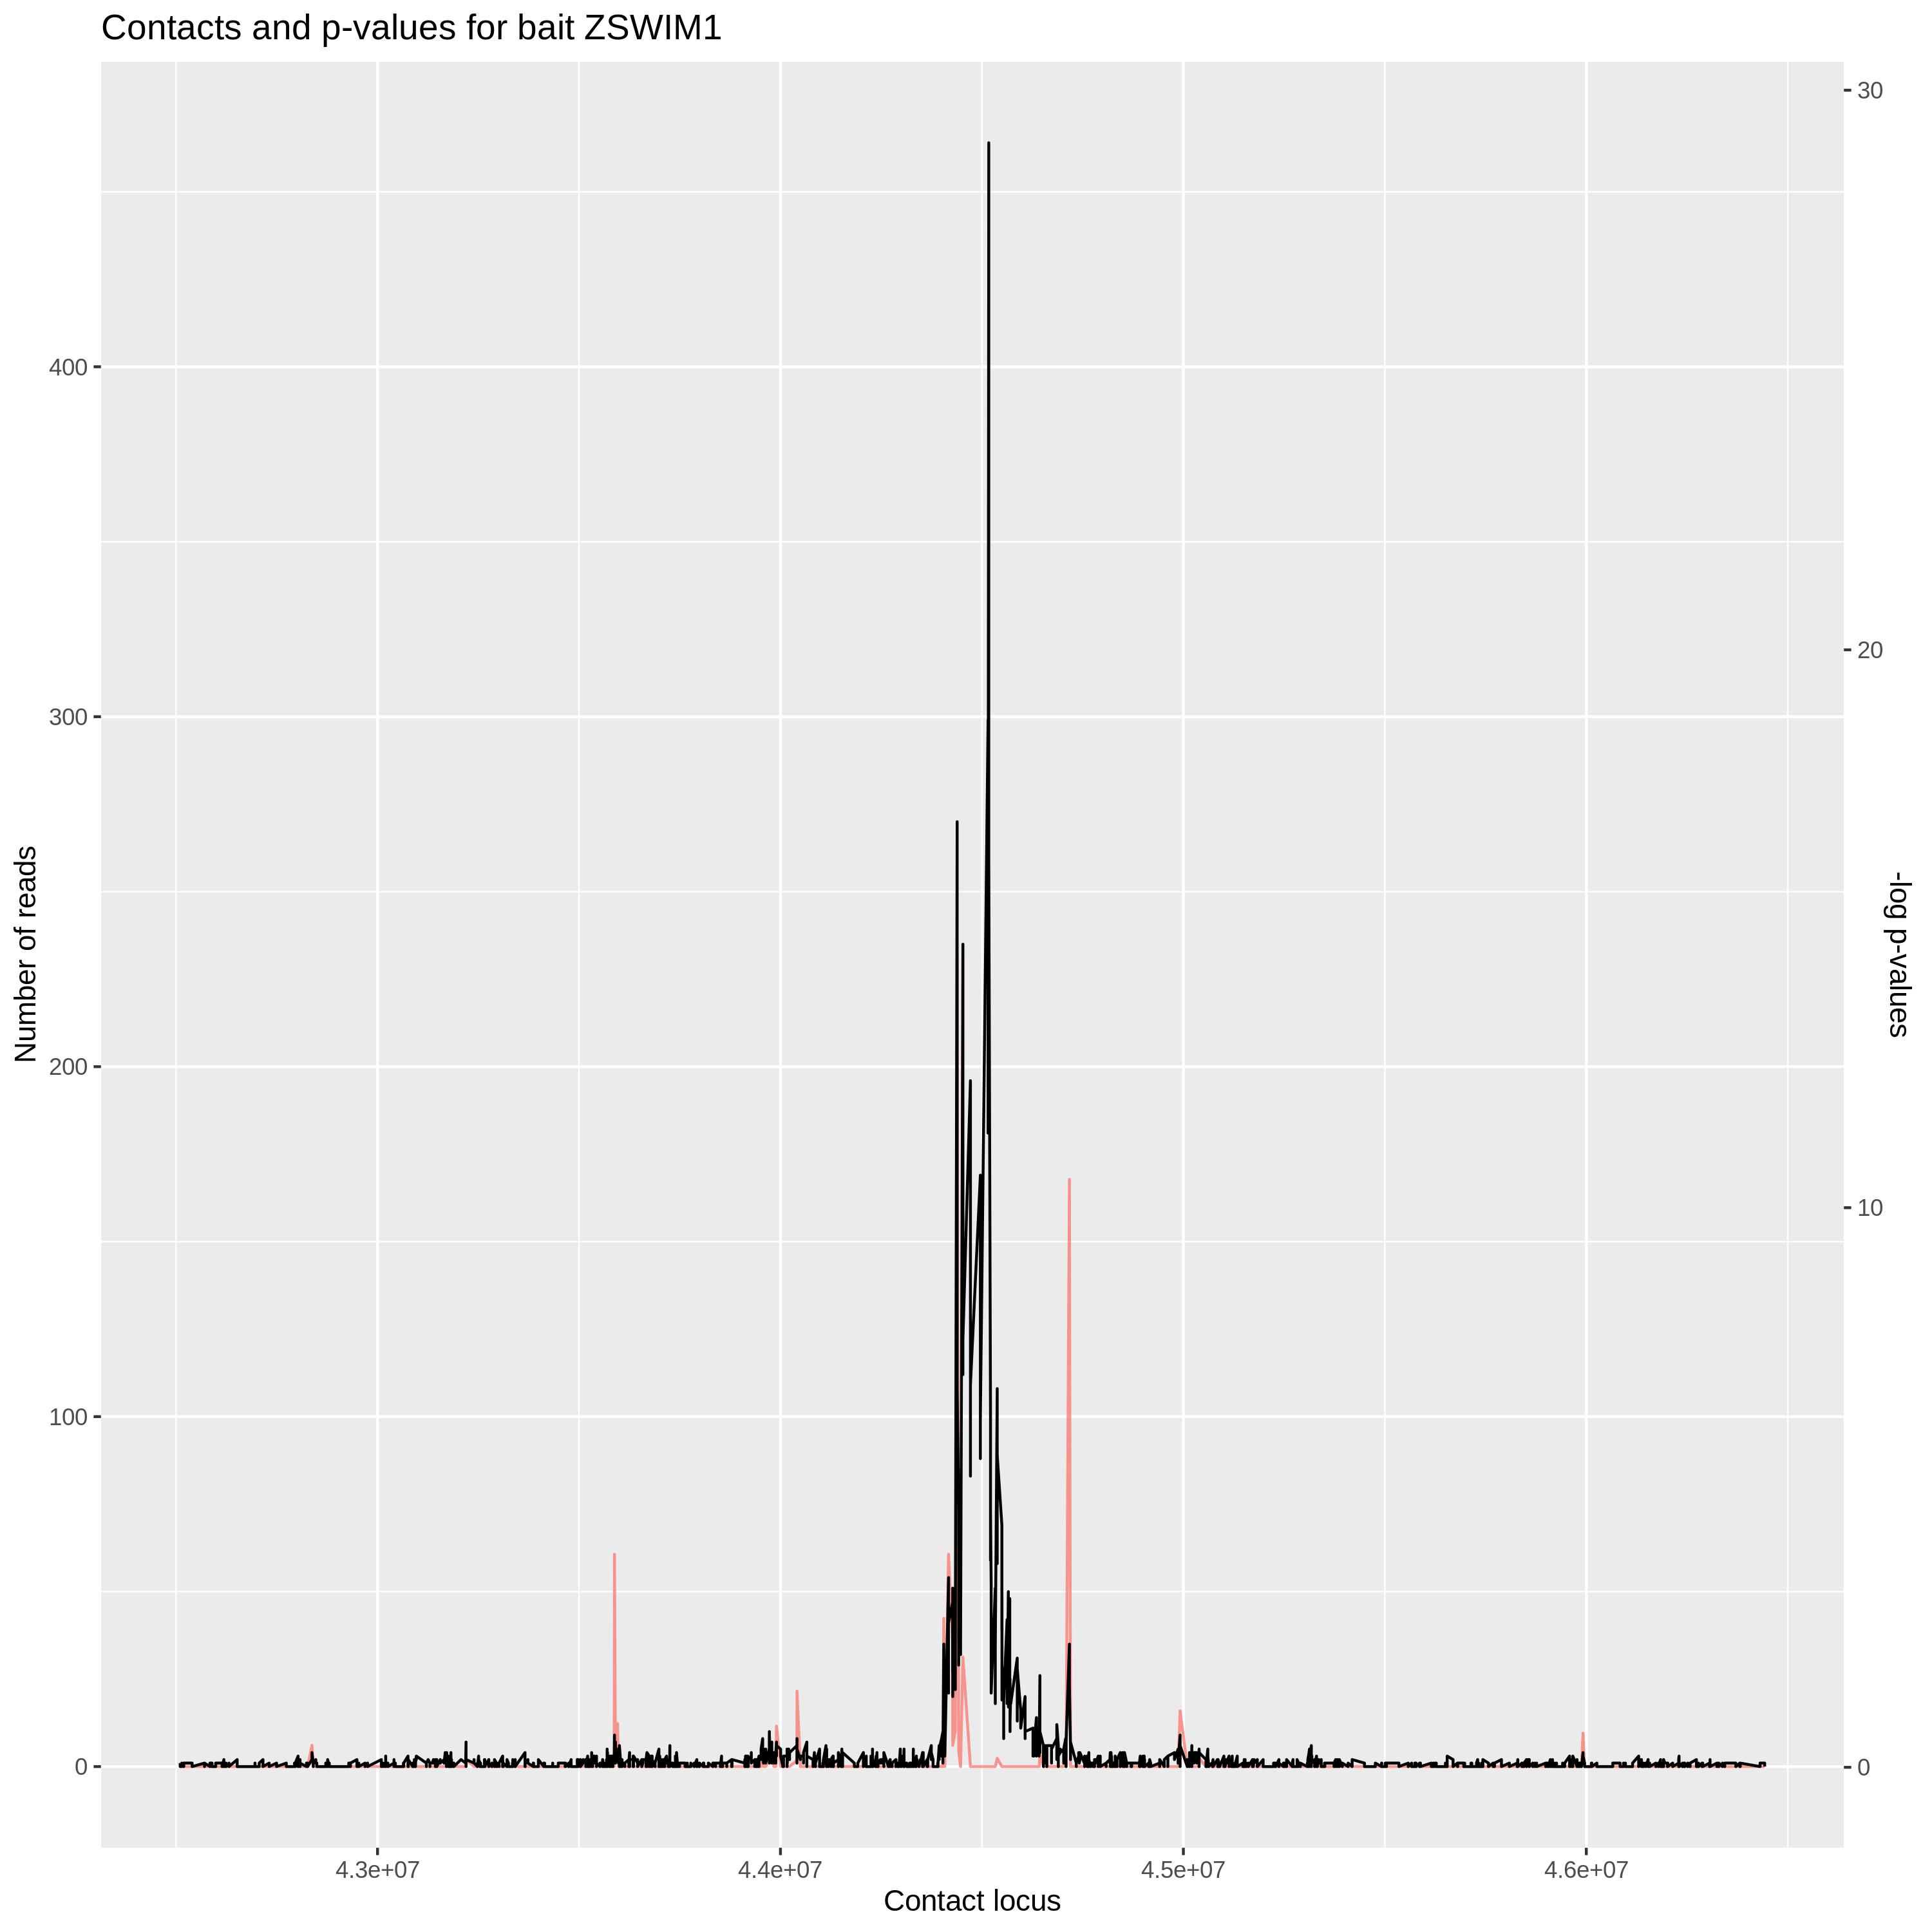 Contacts and p-values for bait ZSWIM1
Number of reads
400
300
200
100
0
30
20
10
0
-log p-values
4.3e+07
4.4e+07
4.5e+07
4.6e+07
Contact locus